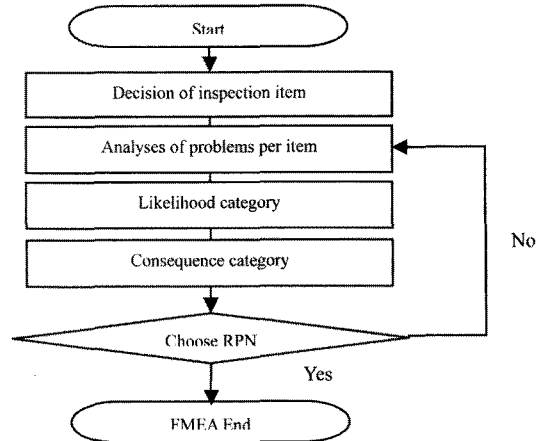 Start
Decision of inspection item
Analyses of problems per item
Likelihood category
No
Consequence category
Choose RPN
Yes
FMEA End